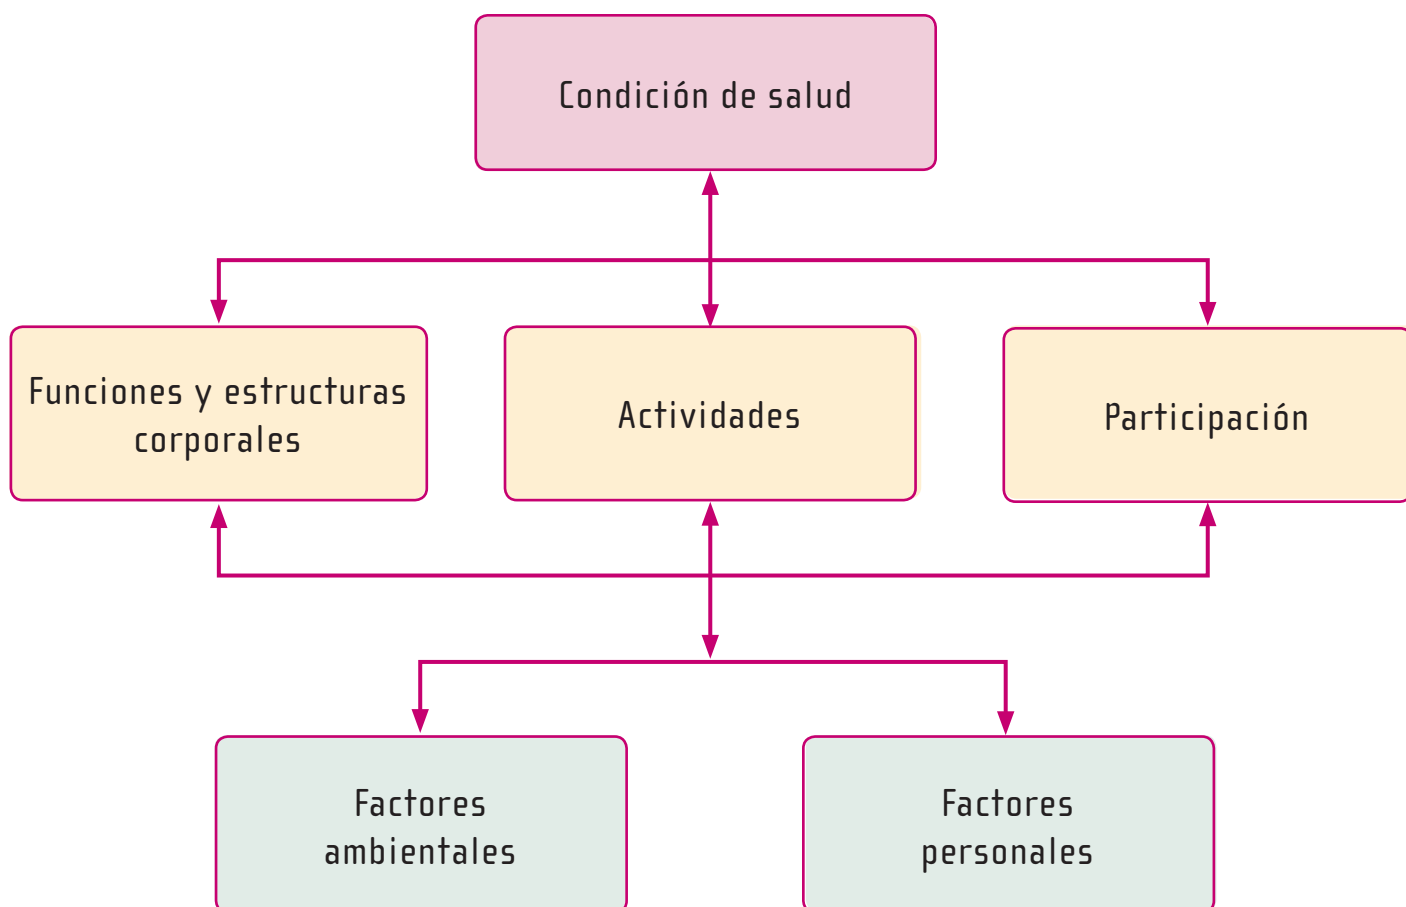 Condición de salud
Funciones y estructuras
corporales
Actividades
Participación
Factores
ambientales
Factores
personales